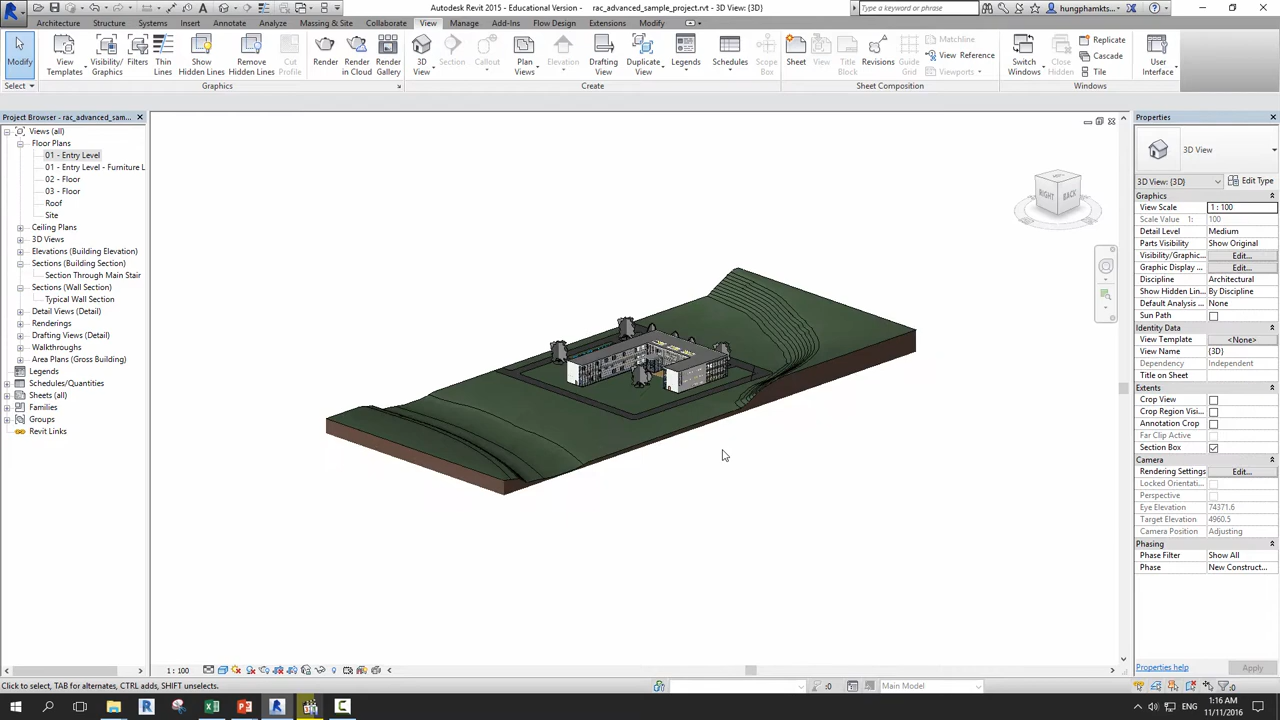 Autodesk Revit 2015 - Educational Version - rac_advanced_sample_project.rvt - 3D View: {3D}
Type a keyword or phrase
hungphamkts...
Architecture Structure Systems Insert Annotate Analyze Massing & Site Collaborate View Manage Add-Ins Flow Design Extensions Modify
Modify
View Templates
Visibility/ Graphics
Filters
Thin Lines
Show Hidden Lines
Remove Hidden Lines
Cut Profile
Render
Render in Cloud
Render Gallery
3D View
Section
Callout
Plan Views
Elevation
Drafting View
Duplicate View
Legends
Schedules
Scope Box
Sheet
View
Title Block
Revisions
Guide Grid
Matchline
View Reference
Viewports
Switch Windows
Close Hidden
Replicate
Cascade
Tile
User Interface
Select Graphics Create Sheet Composition Windows
Project Browser - rac_advanced_sam...
Views (all)
Floor Plans
01 - Entry Level
01 - Entry Level - Furniture L
02 - Floor
03 - Floor
Roof
Site
Ceiling Plans
3D Views
Elevations (Building Elevation)
Sections (Building Section)
Section Through Main Stair
Sections (Wall Section)
Typical Wall Section
Detail Views (Detail)
Renderings
Drafting Views (Detail)
Walkthroughs
Area Plans (Gross Building)
Legends
Schedules/Quantities
Sheets (all)
Families
Groups
Revit Links
RIGHT BACK
Properties
3D View
3D View: {3D} Edit Type
Graphics
View Scale 1 : 100
Scale Value 1: 100
Detail Level Medium
Parts Visibility Show Original
Visibility/Graphic... Edit...
Graphic Display ... Edit...
Discipline Architectural
Show Hidden Lin... By Discipline
Default Analysis ... None
Sun Path
Identity Data
View Template <None>
View Name {3D}
Dependency Independent
Title on Sheet
Extents
Crop View
Crop Region Visi...
Annotation Crop
Far Clip Active
Section Box
Camera
Rendering Settings Edit...
Locked Orientati...
Perspective
Eye Elevation 74371.6
Target Elevation 4960.5
Camera Position Adjusting
Phasing
Phase Filter Show All
Phase New Construct...
Properties help Apply
1 : 100
Click to select, TAB for alternates, CTRL adds, SHIFT unselects.
:0
Main Model
:0
ENG
1:16 AM
11/11/2016